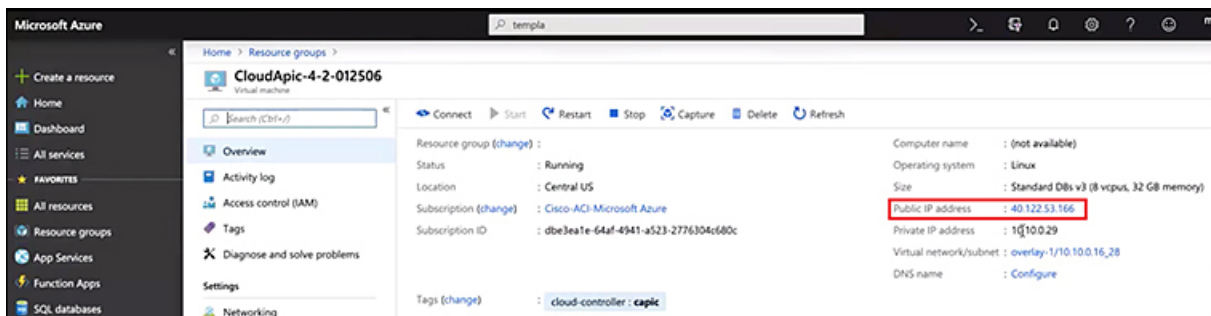 Microsoft Azure
templa
Home > Resource groups >
CloudApic-4-2-012506
Virtual machine
Search (Ctrl+/)
Connect Start Restart Stop Capture Delete Refresh
Create a resource
Home
Dashboard
All services
FAVORITES
All resources
Resource groups
App Services
Function Apps
SQL databases
Overview
Activity log
Access control (IAM)
Tags
Diagnose and solve problems
Settings
Networking
Resource group (change) :
Status : Running
Location : Central US
Subscription (change) : Cisco-ACI-Microsoft Azure
Subscription ID : dbe3ea1e-64af-4941-a523-2776304c680c
Computer name : (not available)
Operating system : Linux
Size : Standard D8s v3 (8 vcpus, 32 GB memory)
Public IP address : 40.122.53.166
Private IP address : 10.10.0.29
Virtual network/subnet : overlay-1/10.10.0.16_28
DNS name : Configure
Tags (change) : cloud-controller : capic